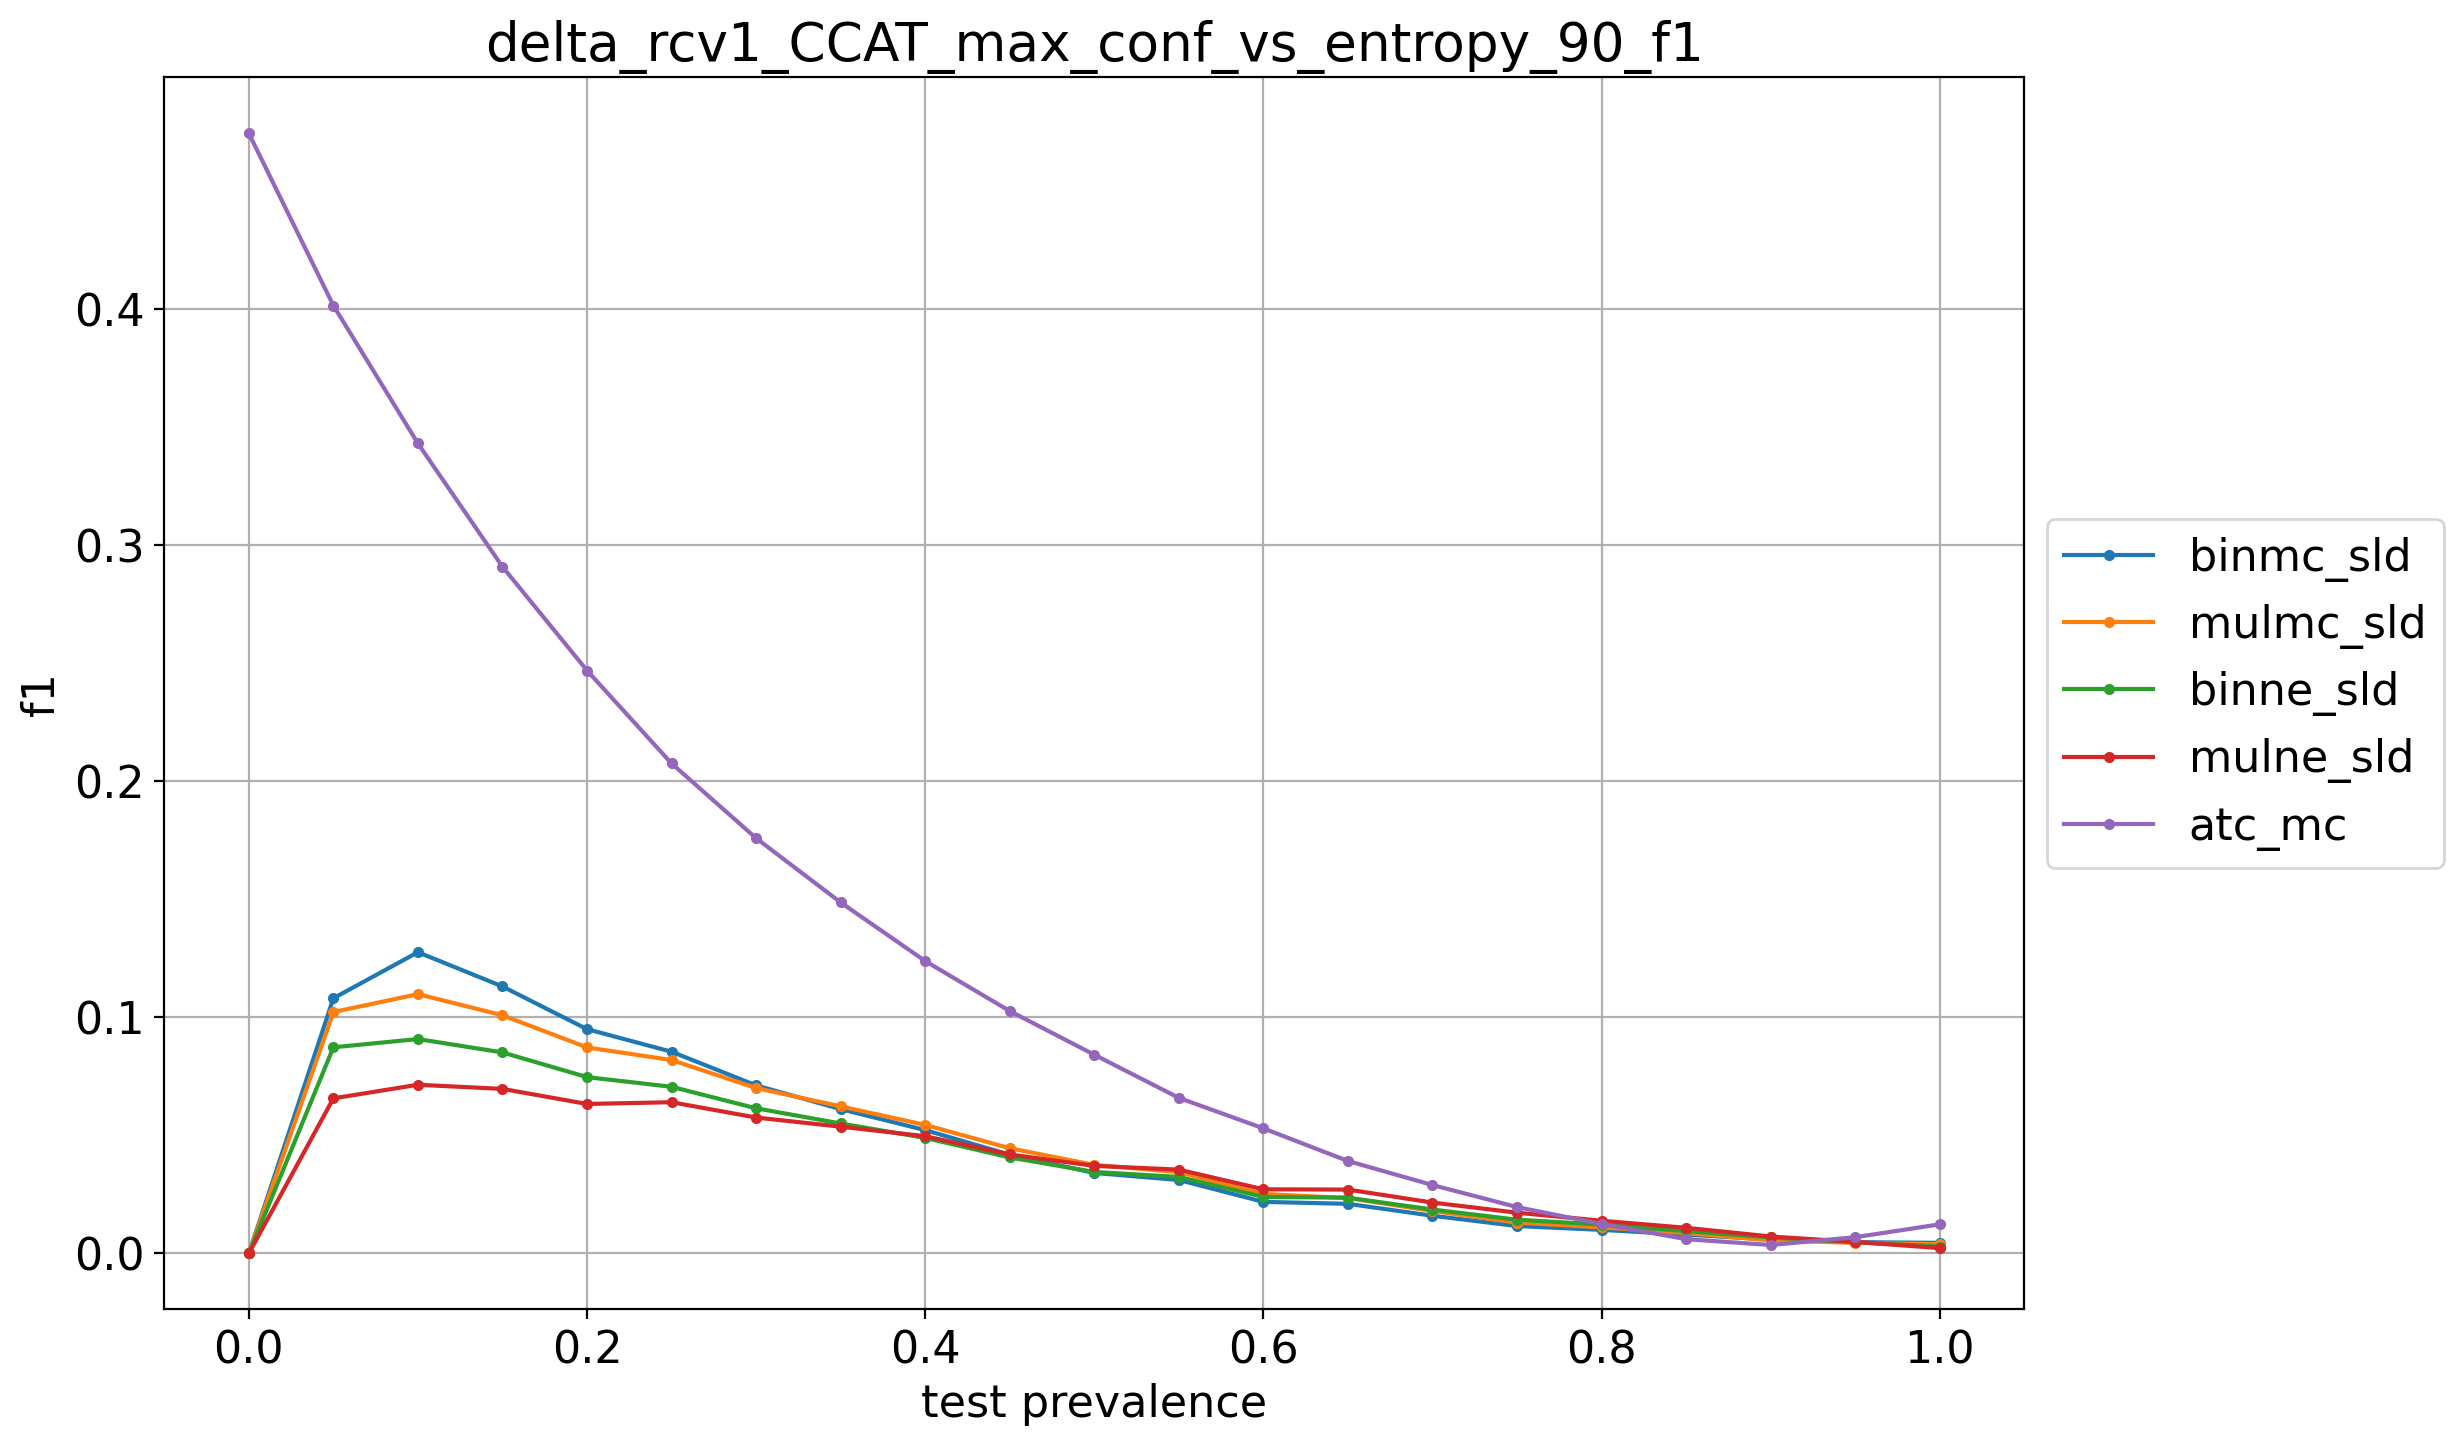 delta_rcv1_CCAT_max_conf_vs_entropy_90_f1
f1
0.4
0.3
0.2
0.1
0.0
0.0 0.2 0.4 0.6 0.8 1.0
test prevalence
binmc_sld
mulmc_sld
binne_sld
mulne_sld
atc_mc